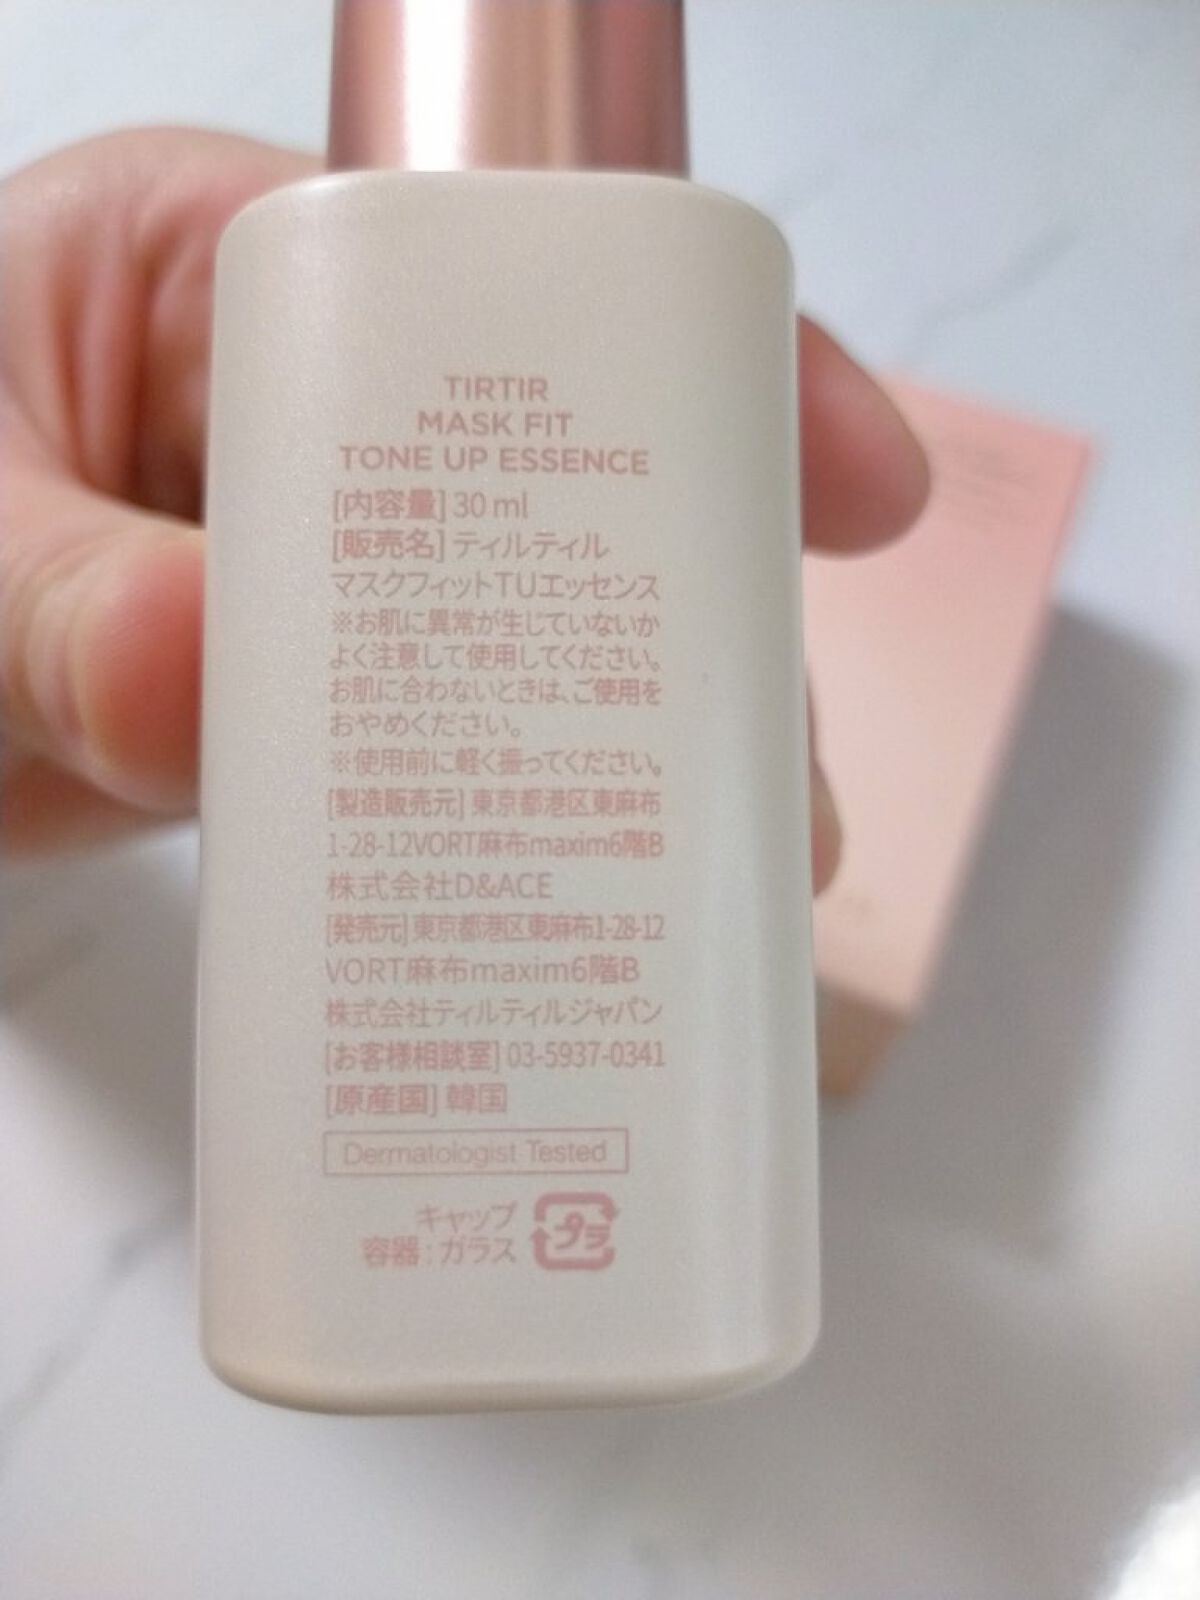 TIRTIR
MASK FIT
TONE UP ESSENCE
[内容量] 30 ml
[販売名] ティルティル
マスクフィットTUエッセンス
※お肌に異常が生じていないか
よく注意して使用してください。
お肌に合わないときは、ご使用を
おやめください。
※使用前に軽く振ってください。
[製造販売元] 東京都港区東麻布
1-28-12VORT麻布maxim6階B
株式会社D&ACE
[発売元] 東京都港区東麻布1-28-12
VORT麻布maxim6階B
株式会社ティルティルジャパン
[お客様相談室] 03-5937-0341
[原産国] 韓国
Dermatologist Tested
キャップ
容器 : ガラス
プラ